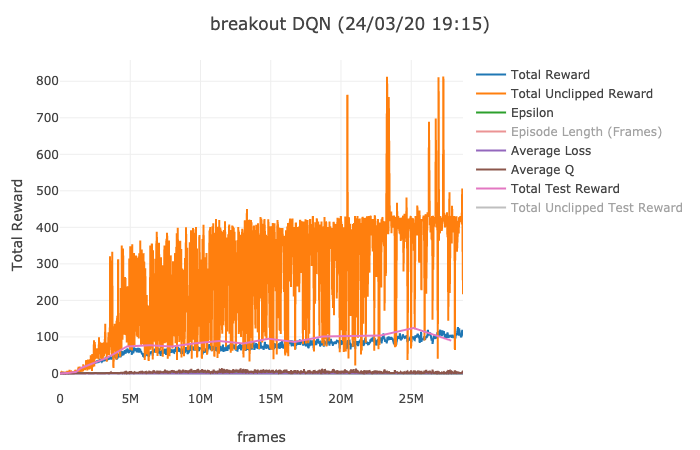 breakout DQN (24/03/20 19:15)
Total Reward
800
700
600
500
400
300
200
100
0
0
5M
10M
15M
20M
25M
frames
Total Reward
Total Unclipped Reward
Epsilon
Episode Length (Frames)
Average Loss
Average Q
Total Test Reward
Total Unclipped Test Reward